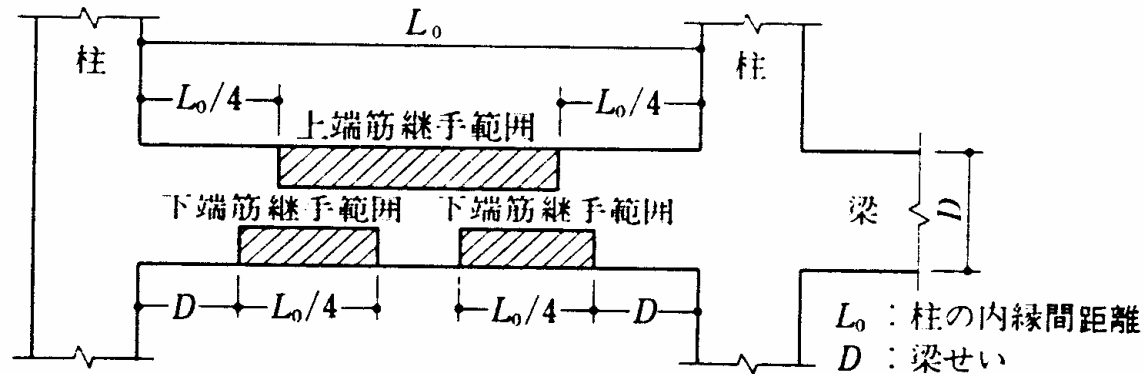 L₀
柱
柱
L₀/4
L₀/4
上端筋継手範囲
下端筋継手範囲
下端筋継手範囲
梁
D
D
L₀/4
L₀/4
D
L₀：柱の内縁間距離
D：梁せい